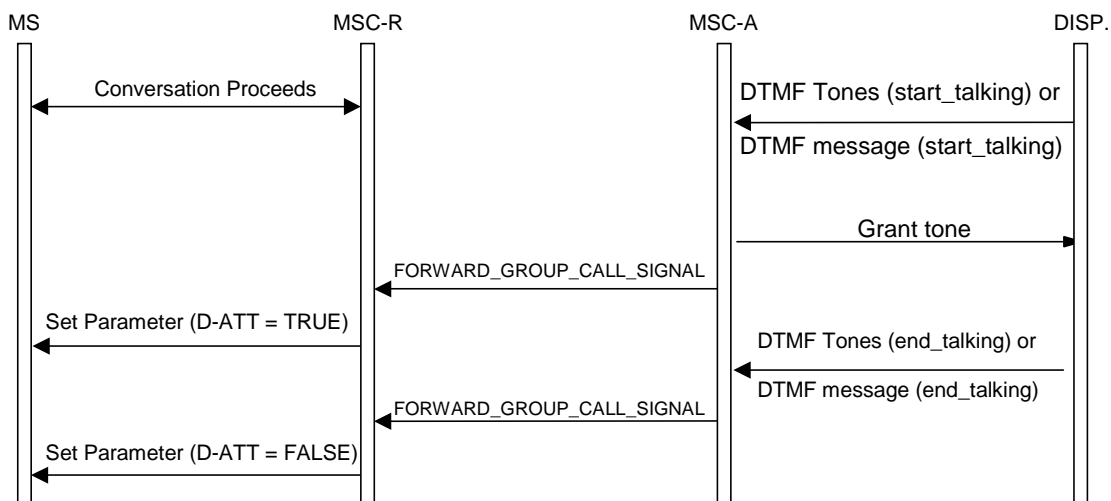 MS
MSC-R
MSC-A
DISP.
Conversation Proceeds
DTMF Tones (start_talking) or
DTMF message (start_talking)
Grant tone
FORWARD_GROUP_CALL_SIGNAL
Set Parameter (D-ATT = TRUE)
DTMF Tones (end_talking) or
DTMF message (end_talking)
FORWARD_GROUP_CALL_SIGNAL
Set Parameter (D-ATT = FALSE)